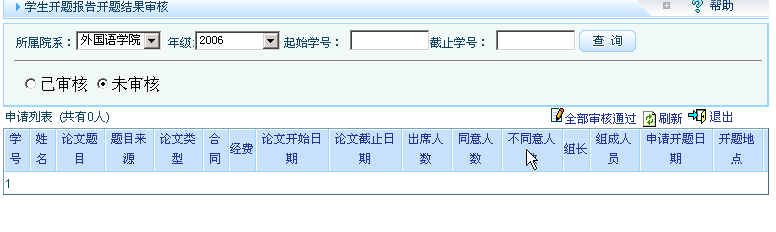 学生开题报告开题结果审核 帮助
所属院系： 外国语学院 年级: 2006 起始学号： 截止学号： 查 询
已审核 未审核
申请列表 (共有0人) 全部审核通过 刷新 退出
学号 姓名 论文题目 题目来源 论文类型 合同 经费 论文开始日期 论文截止日期 出席人数 同意人数 不同意人 组长 组成人员 申请开题日期 开题地点
1